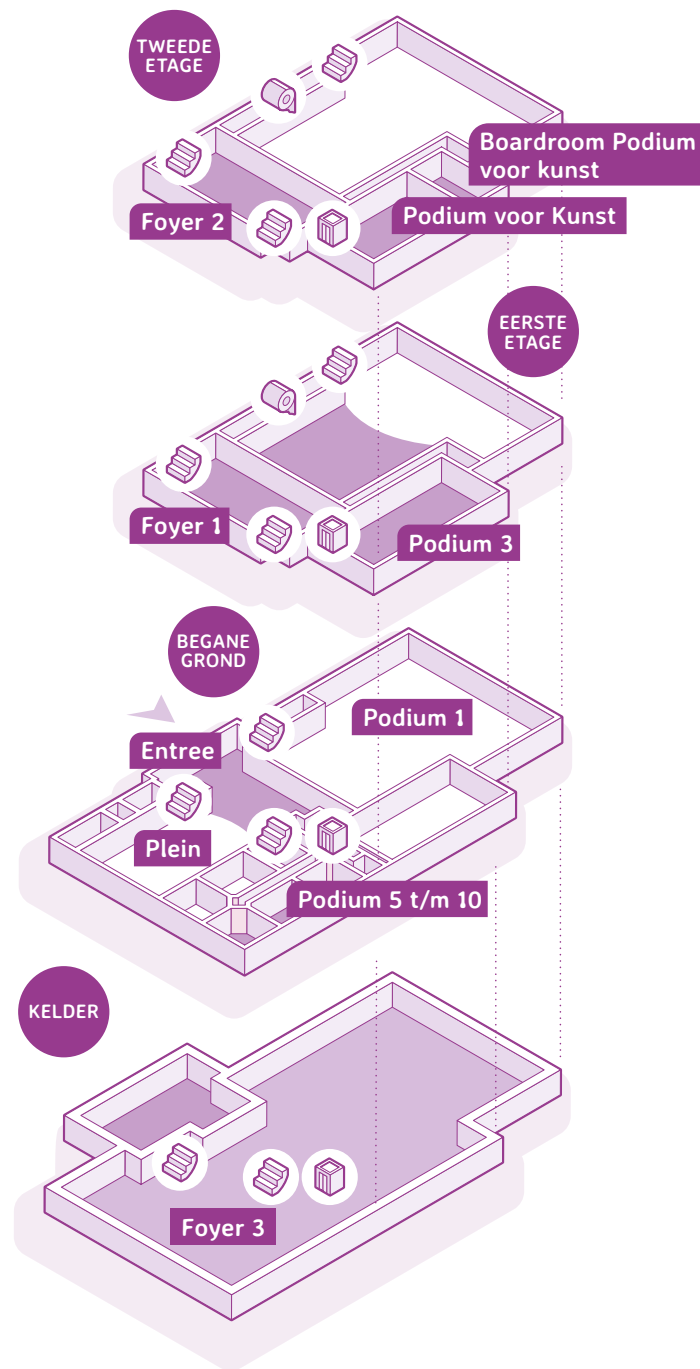 TWEEDE
ETAGE
Boardroom Podium
voor kunst
Podium voor Kunst
Foyer 2
EERSTE
ETAGE
Foyer 1
Podium 3
BEGANE
GROND
Podium 1
Entree
Plein
Podium 5 t/m 10
KELDER
Foyer 3